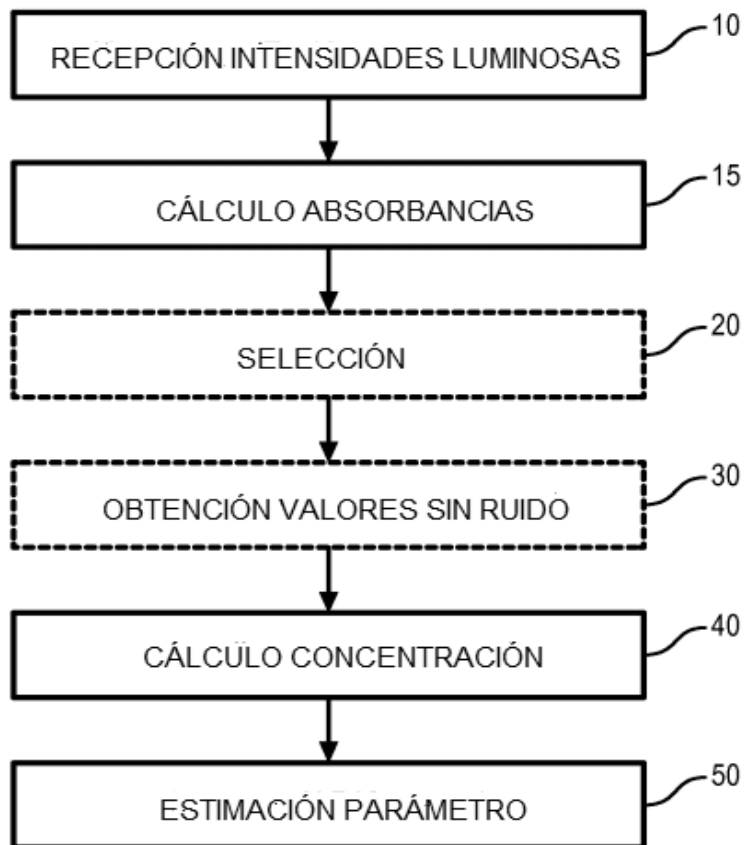 RECEPCIÓN INTENSIDADES LUMINOSAS
10
CÁLCULO ABSORBANCIAS
15
SELECCIÓN
20
OBTENCIÓN VALORES SIN RUIDO
30
CÁLCULO CONCENTRACIÓN
40
ESTIMACIÓN PARÁMETRO
50